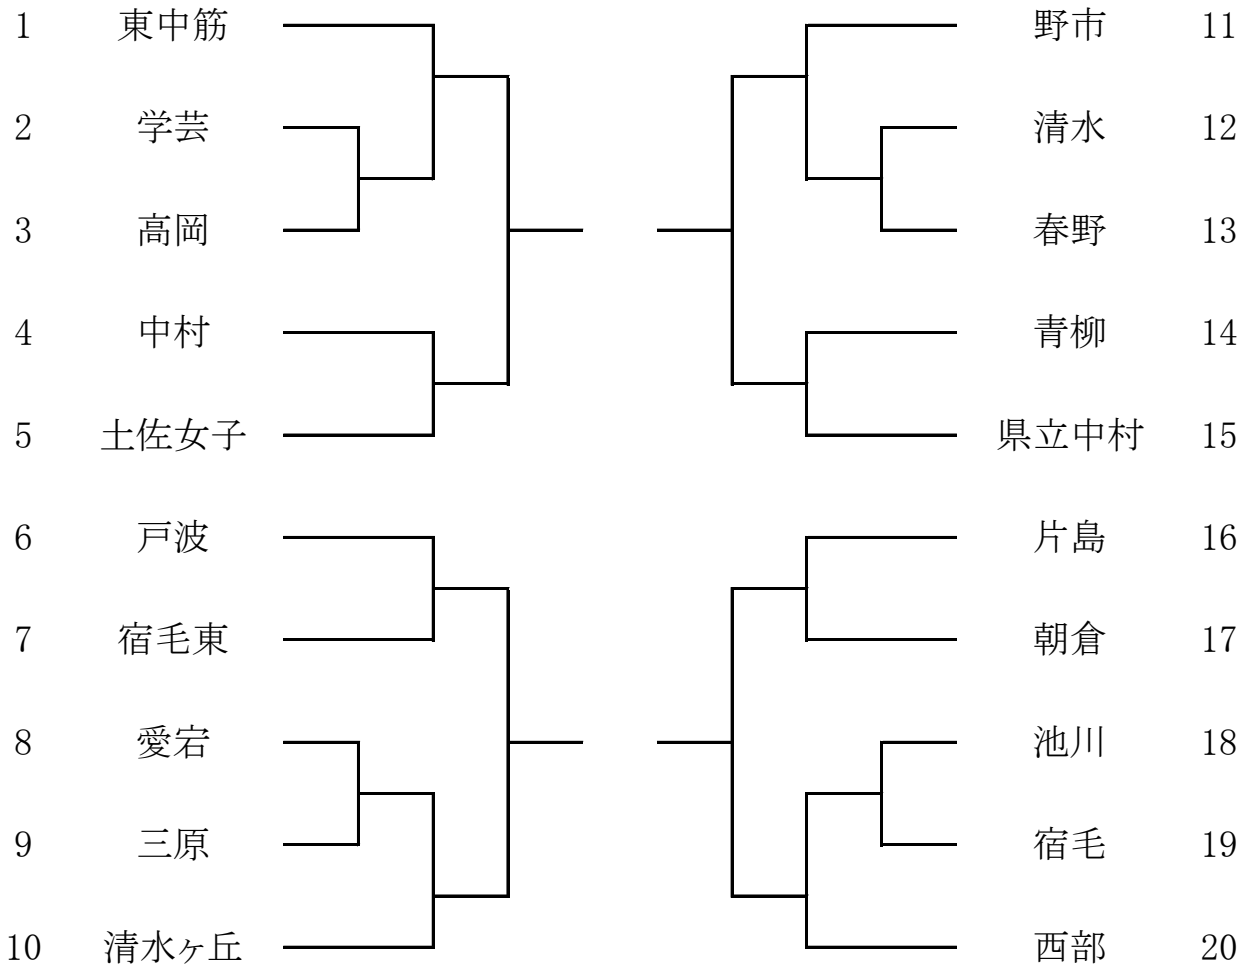 1 東中筋 野市 11
2 学芸 清水 12
3 高岡 春野 13
4 中村 青柳 14
5 土佐女子 県立中村 15
6 戸波 片島 16
7 宿毛東 朝倉 17
8 愛宕 池川 18
9 三原 宿毛 19
10 清水ヶ丘 西部 20